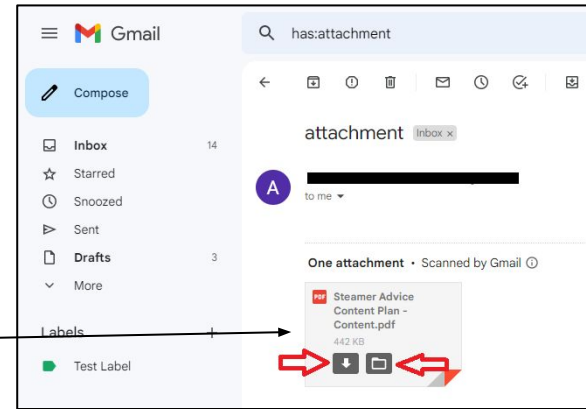 Gmail
has:attachment
Compose
attachment Inbox x
Inbox 14
Starred
Snoozed
A
to me
Sent
Drafts 3
More
One attachment • Scanned by Gmail
PDF Steamer Advice
Content Plan -
Content.pdf
442 KB
Labels +
Test Label